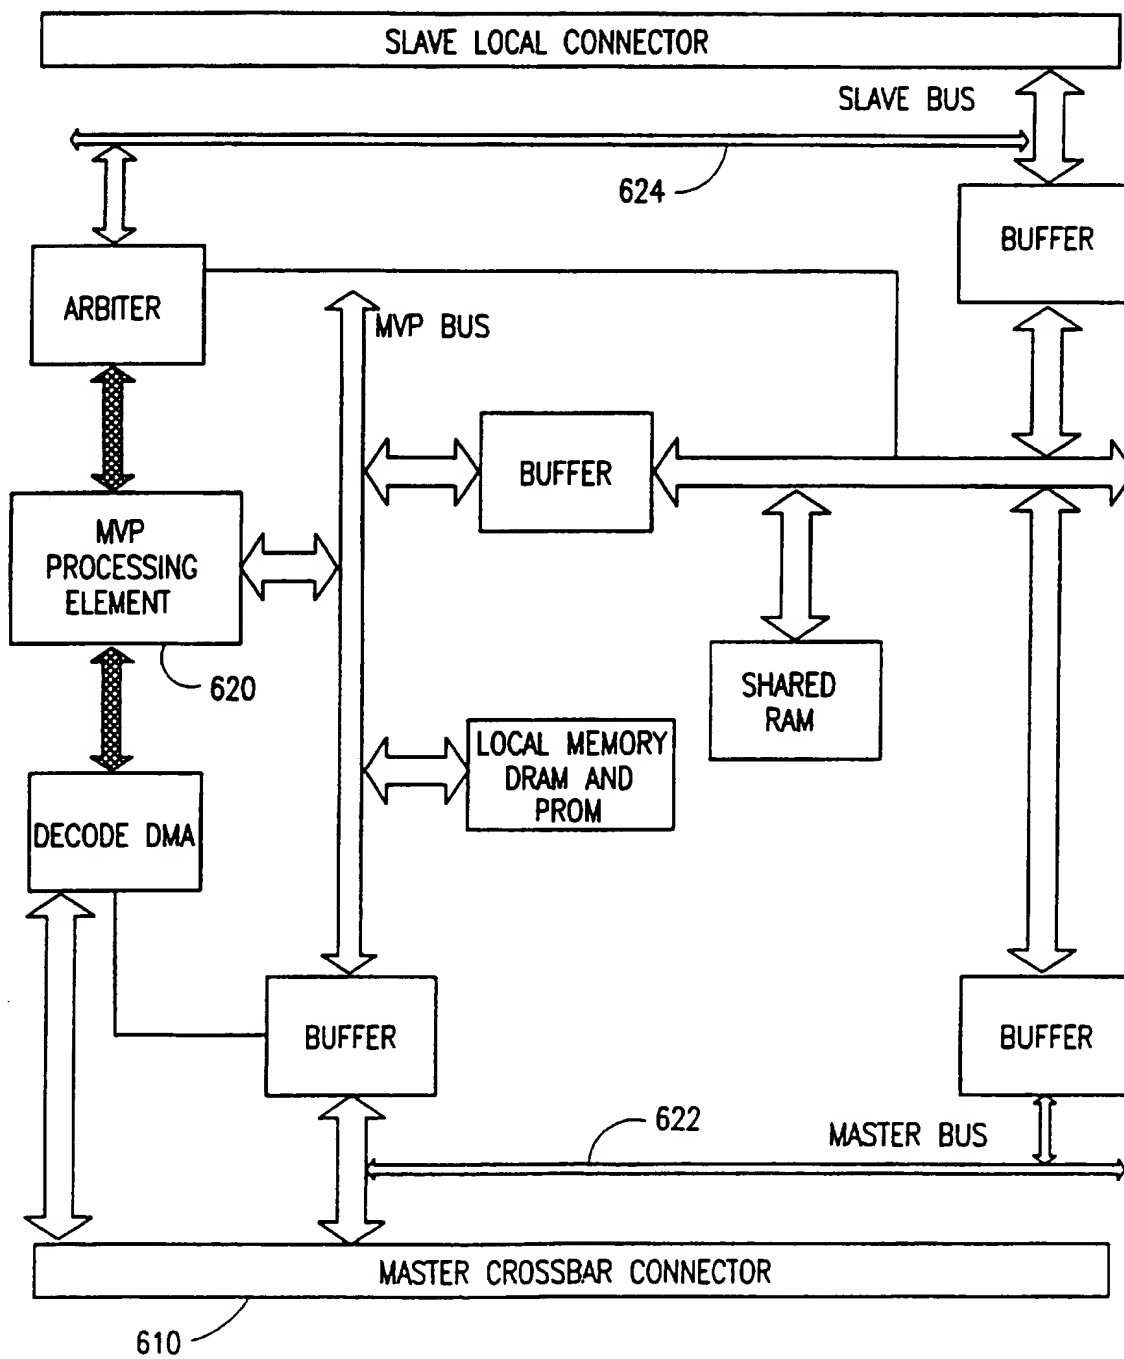 SLAVE LOCAL CONNECTOR
SLAVE BUS
624
BUFFER
ARBITER
MVP BUS
BUFFER
MVP
PROCESSING
ELEMENT
620
SHARED
RAM
LOCAL MEMORY
DRAM AND
PROM
DECODE DMA
BUFFER
BUFFER
622
MASTER BUS
MASTER CROSSBAR CONNECTOR
610